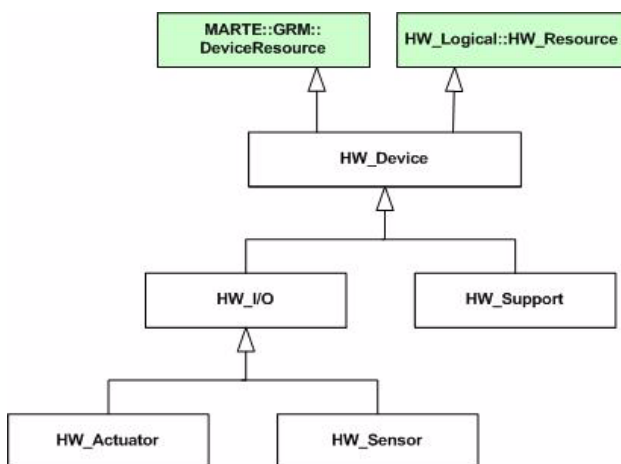 MARTE::GRM::
DeviceResource
HW_Logical::HW_Resource
HW_Device
HW_I/O
HW_Support
HW_Actuator
HW_Sensor